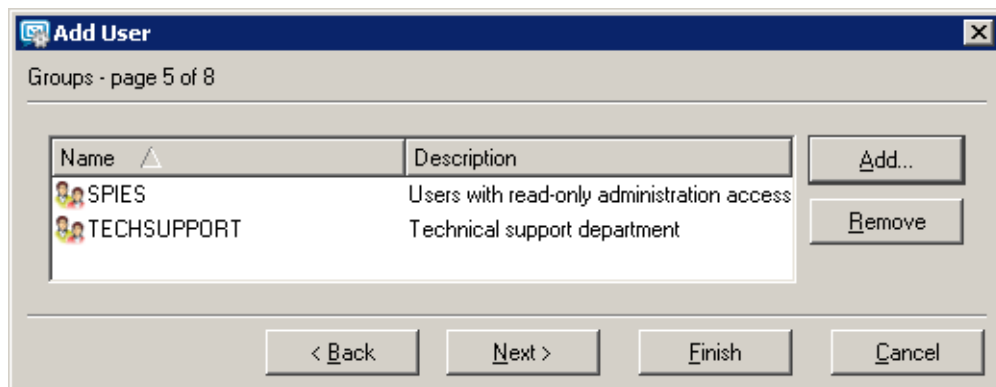 Add User
Groups - page 5 of 8
Name Description Add...
SPIES Users with read-only administration access
TECHSUPPORT Technical support department Remove
< Back Next > Finish Cancel